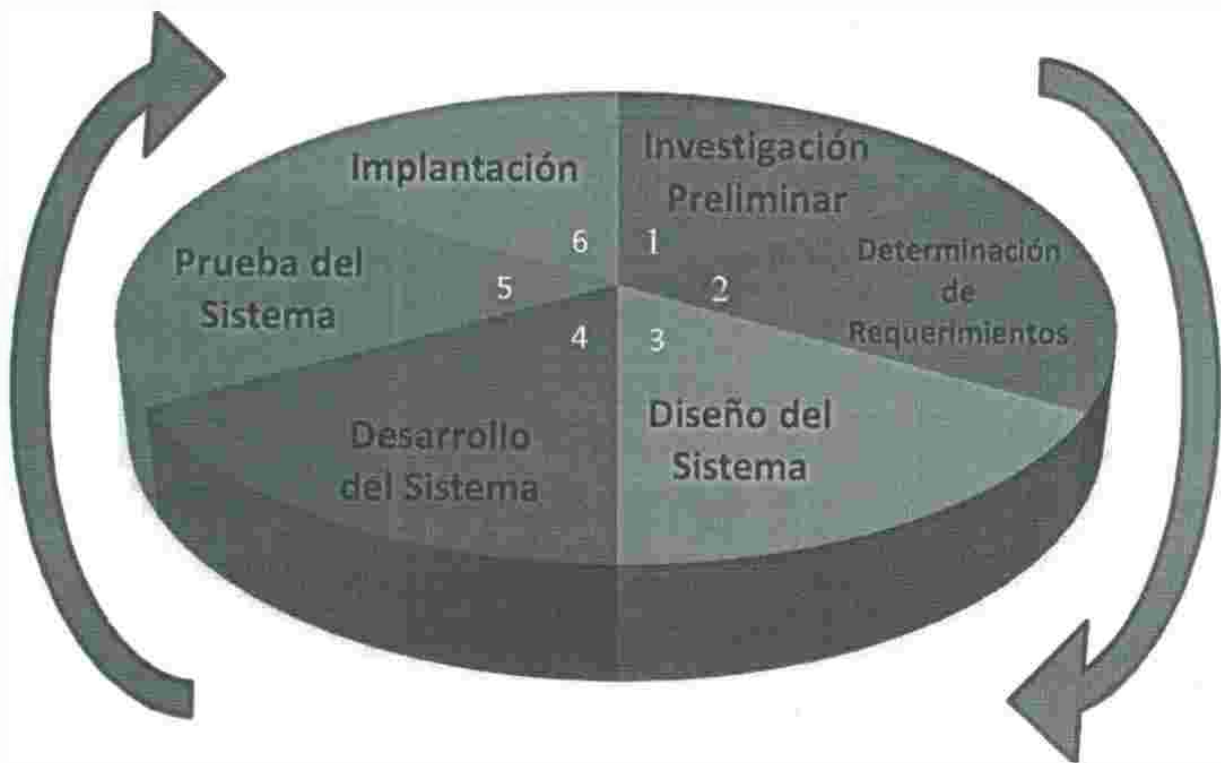 Investigación
Preliminar
1
Determinación
de
Requerimientos
2
Diseño del
Sistema
3
Desarrollo
del Sistema
4
Prueba del
Sistema
5
Implantación
6